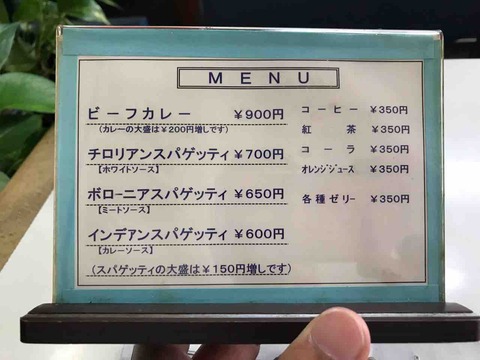 MENU
ビーフカレー ¥900円
(カレーの大盛は¥200円増しです)
チロリアンスパゲッティ ¥700円
【ホワイトソース】
ボローニアスパゲッティ ¥650円
【ミートソース】
インデアンスパゲッティ ¥600円
【カレーソース】
(スパゲッティの大盛は¥150円増しです)
コーヒー ¥350円
紅 茶 ¥350円
コーラ ¥350円
オレンジジュース ¥350円
各種ゼリー ¥350円